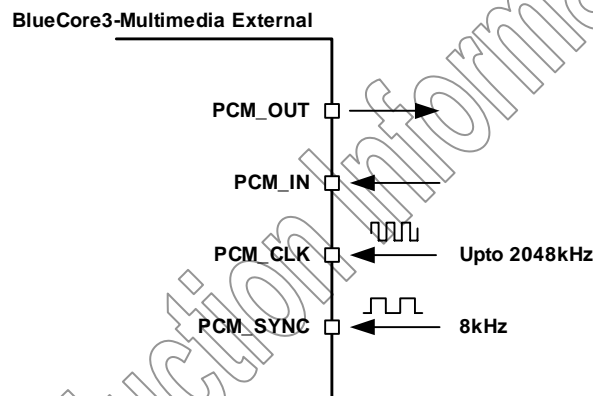 BlueCore3-Multimedia External
PCM_OUT
PCM_IN
PCM_CLK Upto 2048kHz
PCM_SYNC 8kHz